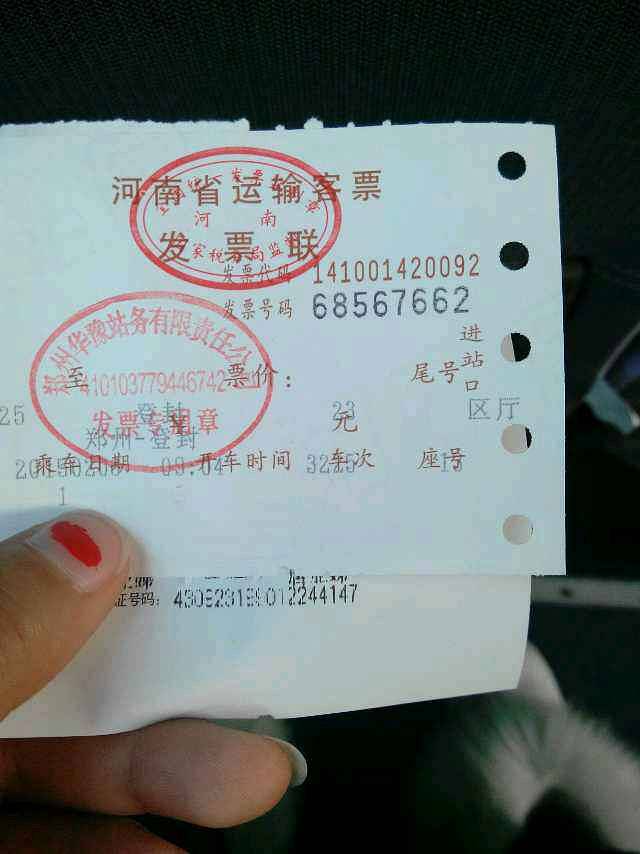 河南省运输客票
发票联
河南
发票代码 141001420092
发票号码 68567662
郑州华豫站务有限责任公司
进站口
至 票价: 尾号
发票专用章
25 登封 23 元 区厅
郑州-登封
乘车日期 开车时间 车次 座号
1
证号码: